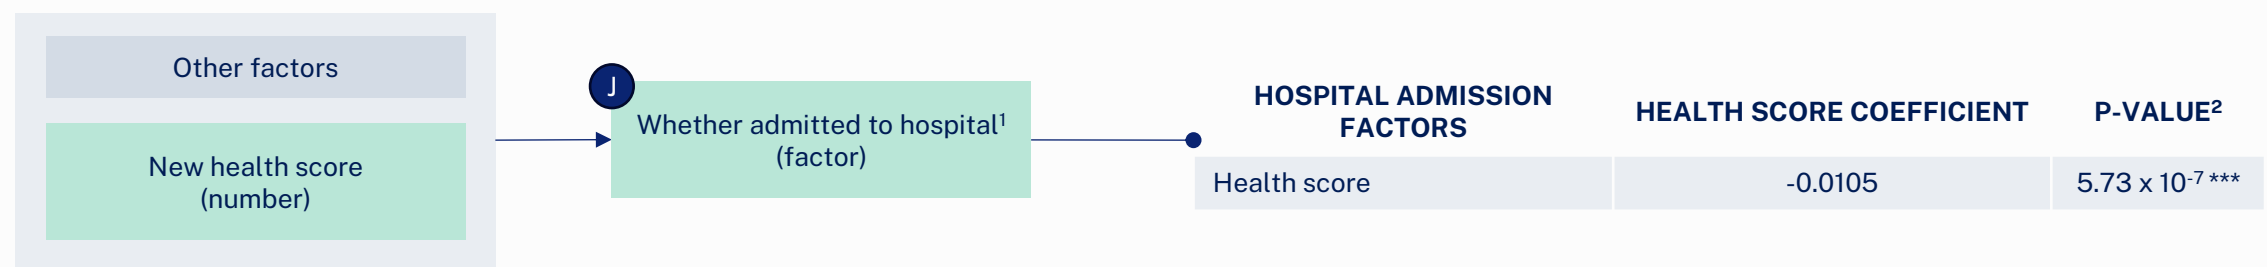 Other factors
New health score
(number)
J
Whether admitted to hospital¹
(factor)
HOSPITAL ADMISSION
FACTORS
HEALTH SCORE COEFFICIENT
P-VALUE²
Health score
-0.0105
5.73 x 10⁻⁷ ***